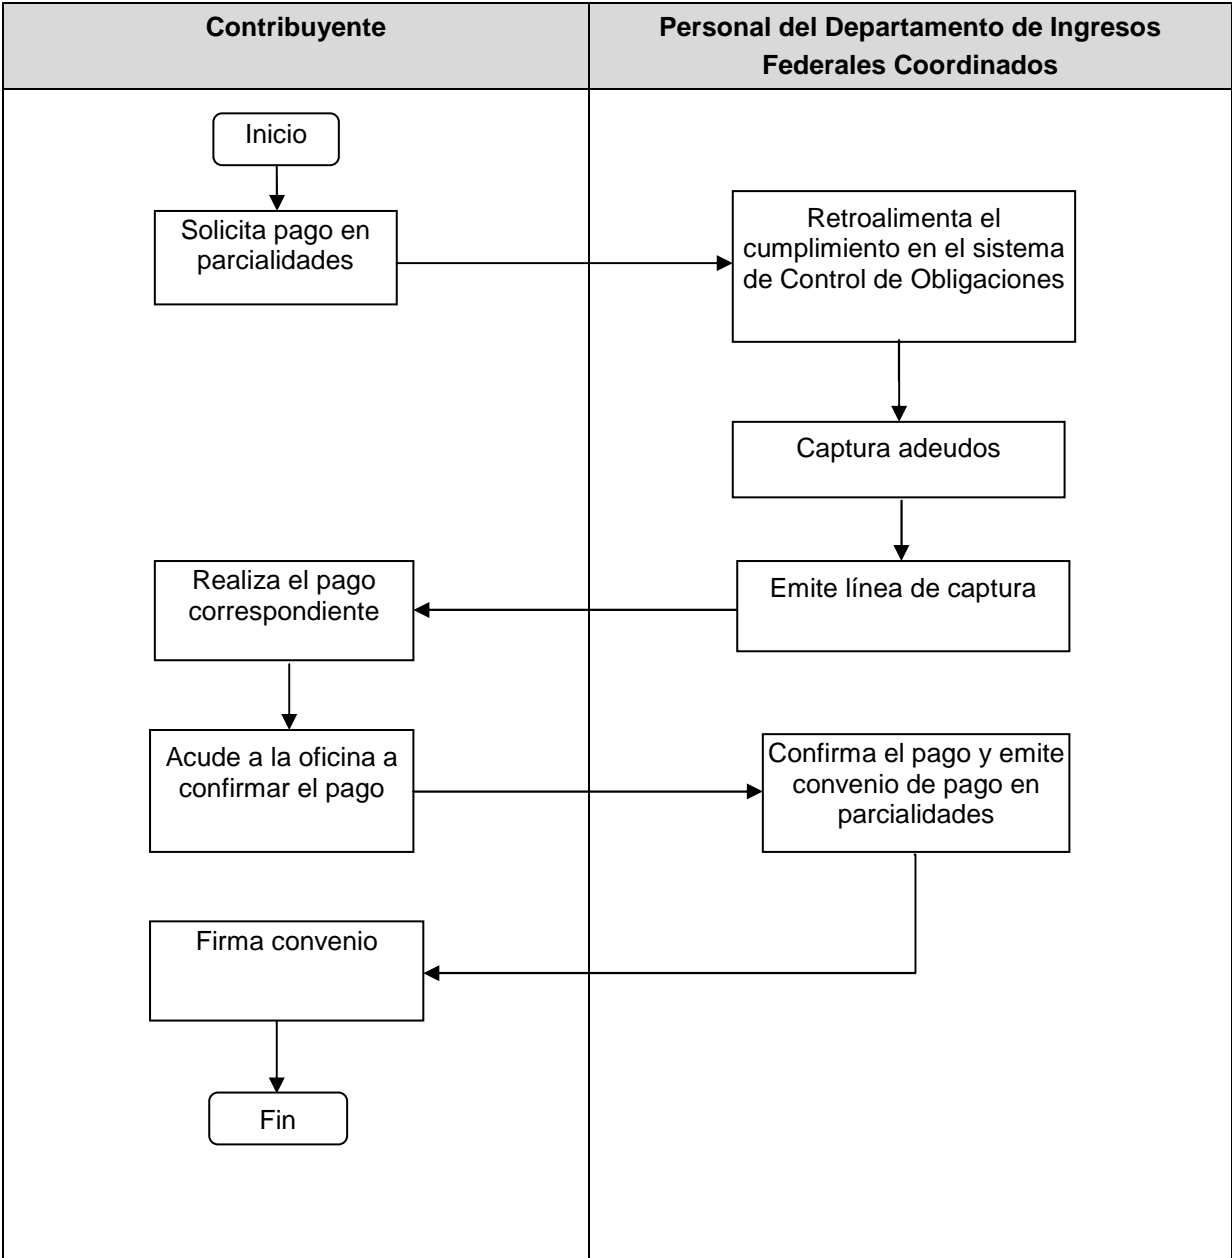 Contribuyente
Personal del Departamento de Ingresos
Federales Coordinados
Inicio
Solicita pago en
parcialidades
Retroalimenta el
cumplimiento en el sistema
de Control de Obligaciones
Captura adeudos
Emite línea de captura
Realiza el pago
correspondiente
Acude a la oficina a
confirmar el pago
Confirma el pago y emite
convenio de pago en
parcialidades
Firma convenio
Fin